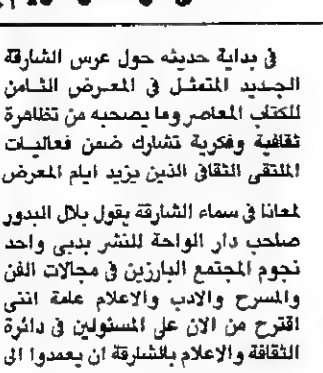 في بداية حديثه حول عرس الشارقة
الجديد المتمثل في المعرض الثامن
للكتاب المعاصر وما يصحبه من تظاهرة
ثقافية وفكرية تشارك ضمن فعاليات
الملتقى الثقافي الذين يزيد ايام المعرض
لمعانا في سماء الشارقة يقول بلال البدور
صاحب دار الواحة للنشر بدبي واحد
نجوم المجتمع البارزين في مجالات الفن
والمسرح والادب والاعلام عامة انني
اقترح من الان على المسئولين في دائرة
الثقافة والاعلام بالشارقة ان يعمدوا الى